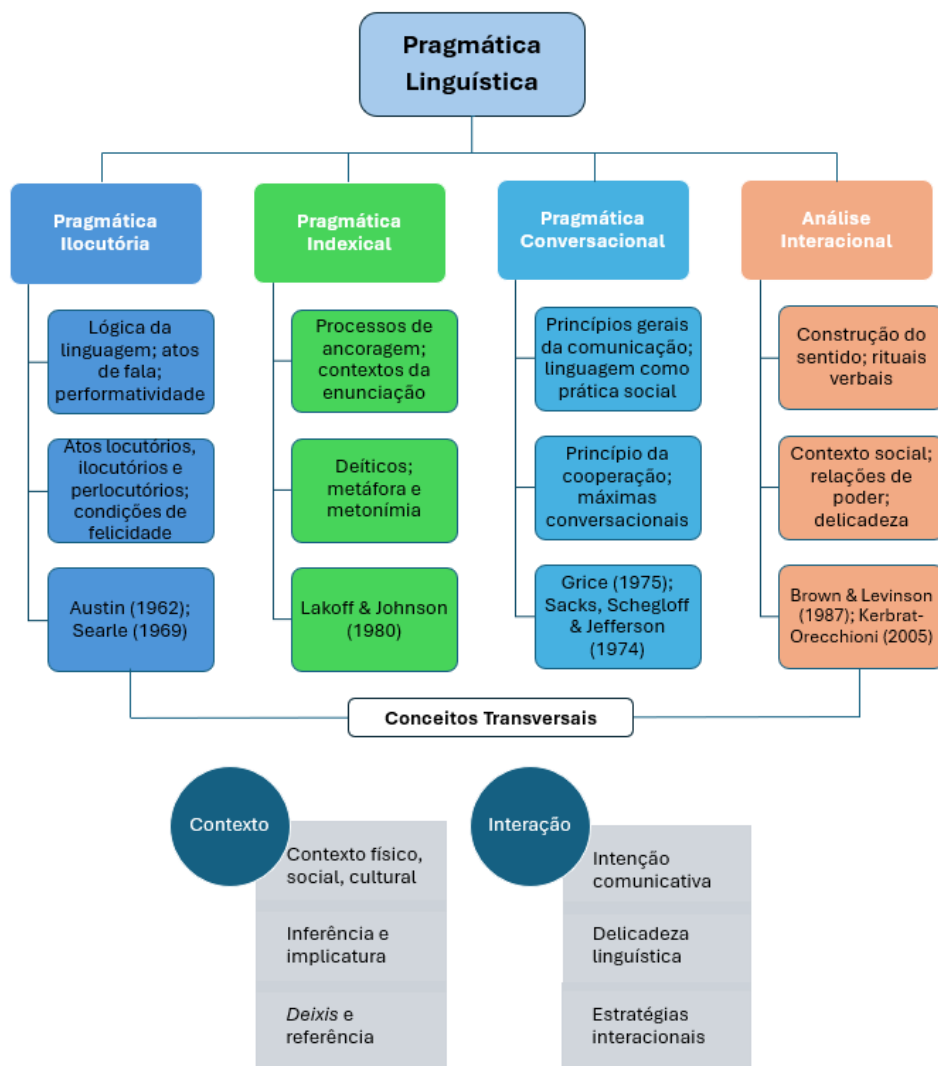 Pragmática
Linguística
Pragmática
Ilocutória
Lógica da
linguagem; atos
de fala;
performatividade
Atos locutórios,
ilocutórios e
perlocutórios;
condições de
felicidade
Austin (1962);
Searle (1969)
Pragmática
Indexical
Processos de
ancoragem;
contextos da
enunciação
Deíticos;
metáfora e
metonímia
Lakoff & Johnson
(1980)
Pragmática
Conversacional
Princípios gerais
da comunicação;
linguagem como
prática social
Princípio da
cooperação;
máximas
conversacionais
Grice (1975);
Sacks, Schegloff
& Jefferson
(1974)
Análise
Interacional
Construção do
sentido; rituais
verbais
Contexto social;
relações de
poder;
delicadeza
Brown & Levinson
(1987); Kerbrat-
Orecchioni (2005)
Conceitos Transversais
Contexto
Contexto físico,
social, cultural
Inferência e
implicatura
Deixis e
referência
Interação
Intenção
comunicativa
Delicadeza
linguística
Estratégias
interacionais